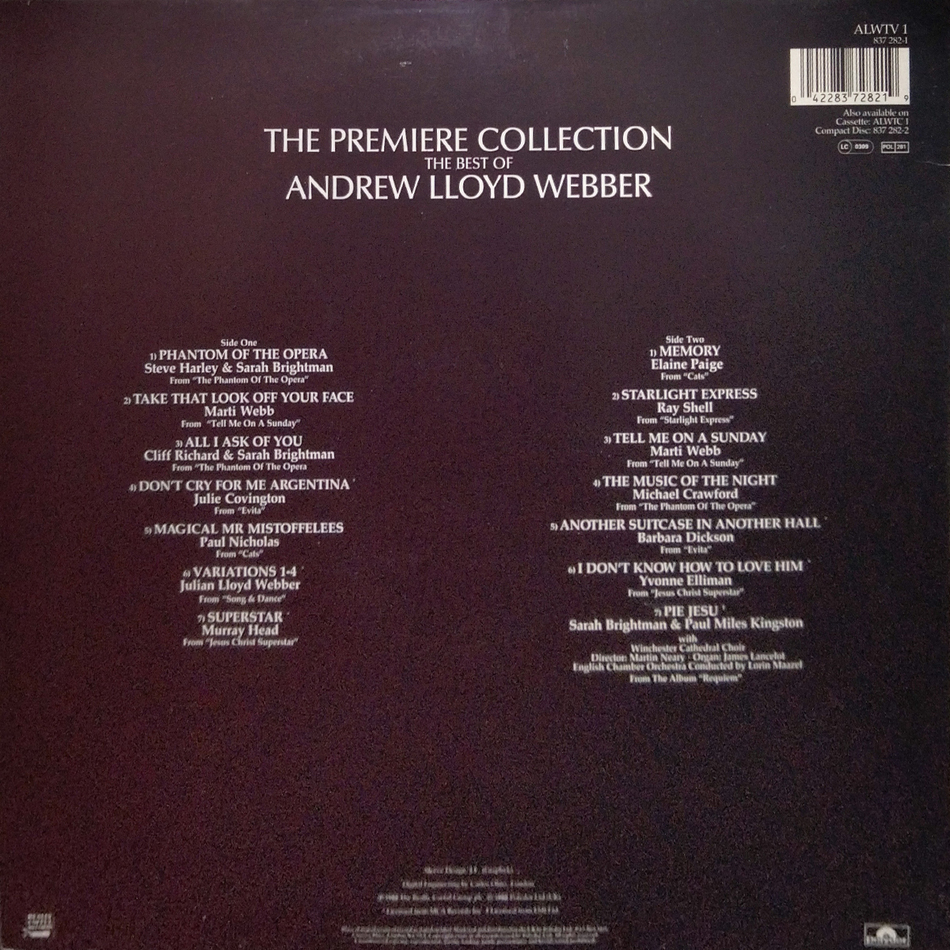 ALWTV 1
837 282-1
0 42283 72821 9
Also available on
Cassette: ALWTC 1
Compact Disc: 837 282-2
LC 0309 POL 281
THE PREMIERE COLLECTION
THE BEST OF
ANDREW LLOYD WEBBER
Side One
1) PHANTOM OF THE OPERA
Steve Harley & Sarah Brightman
From "The Phantom Of The Opera"
2) TAKE THAT LOOK OFF YOUR FACE
Marti Webb
From "Tell Me On A Sunday"
3) ALL I ASK OF YOU
Cliff Richard & Sarah Brightman
From "The Phantom Of The Opera
4) DON'T CRY FOR ME ARGENTINA
Julie Covington
From "Evita"
5) MAGICAL MR MISTOFFELEES
Paul Nicholas
From "Cats"
6) VARIATIONS 1-4
Julian Lloyd Webber
From "Song & Dance"
7) SUPERSTAR
Murray Head
From "Jesus Christ Superstar"
Side Two
1) MEMORY
Elaine Paige
From "Cats"
2) STARLIGHT EXPRESS
Ray Shell
From "Starlight Express"
3) TELL ME ON A SUNDAY
Marti Webb
From "Tell Me On A Sunday"
4) THE MUSIC OF THE NIGHT
Michael Crawford
From "The Phantom Of The Opera"
5) ANOTHER SUITCASE IN ANOTHER HALL
Barbara Dickson
From "Evita"
6) I DON'T KNOW HOW TO LOVE HIM
Yvonne Elliman
From "Jesus Christ Superstar"
7) PIE JESU
Sarah Brightman & Paul Miles Kingston
with
Winchester Cathedral Choir
Director: Martin Neary - Organ: James Lancelot
English Chamber Orchestra Conducted by Lorin Maazel
From The Album "Requiem"